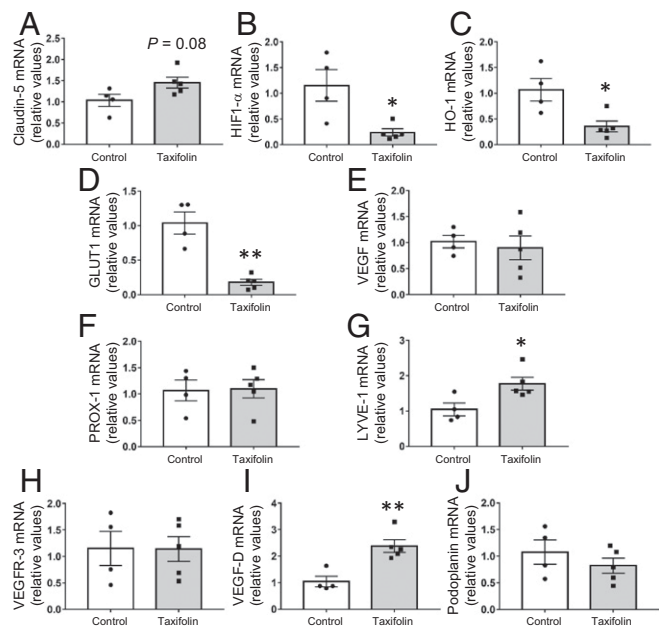 A
Claudin-5 mRNA
(relative values)
2.0
1.5
1.0
0.5
0.0
P = 0.08
Control
Taxifolin
B
HIF1-α mRNA
(relative values)
2.0
1.5
1.0
0.5
0.0
*
Control
Taxifolin
C
HO-1 mRNA
(relative values)
2.0
1.5
1.0
0.5
0.0
*
Control
Taxifolin
D
GLUT1 mRNA
(relative values)
1.5
1.0
0.5
0.0
**
Control
Taxifolin
E
VEGF mRNA
(relative values)
2.0
1.5
1.0
0.5
0.0
Control
Taxifolin
F
PROX-1 mRNA
(relative values)
2.0
1.5
1.0
0.5
0.0
Control
Taxifolin
G
LYVE-1 mRNA
(relative values)
3
2
1
0
*
Control
Taxifolin
H
VEGFR-3 mRNA
(relative values)
2.0
1.5
1.0
0.5
0.0
Control
Taxifolin
I
VEGF-D mRNA
(relative values)
4
3
2
1
0
**
Control
Taxifolin
J
Podoplanin mRNA
(relative values)
2.0
1.5
1.0
0.5
0.0
Control
Taxifolin